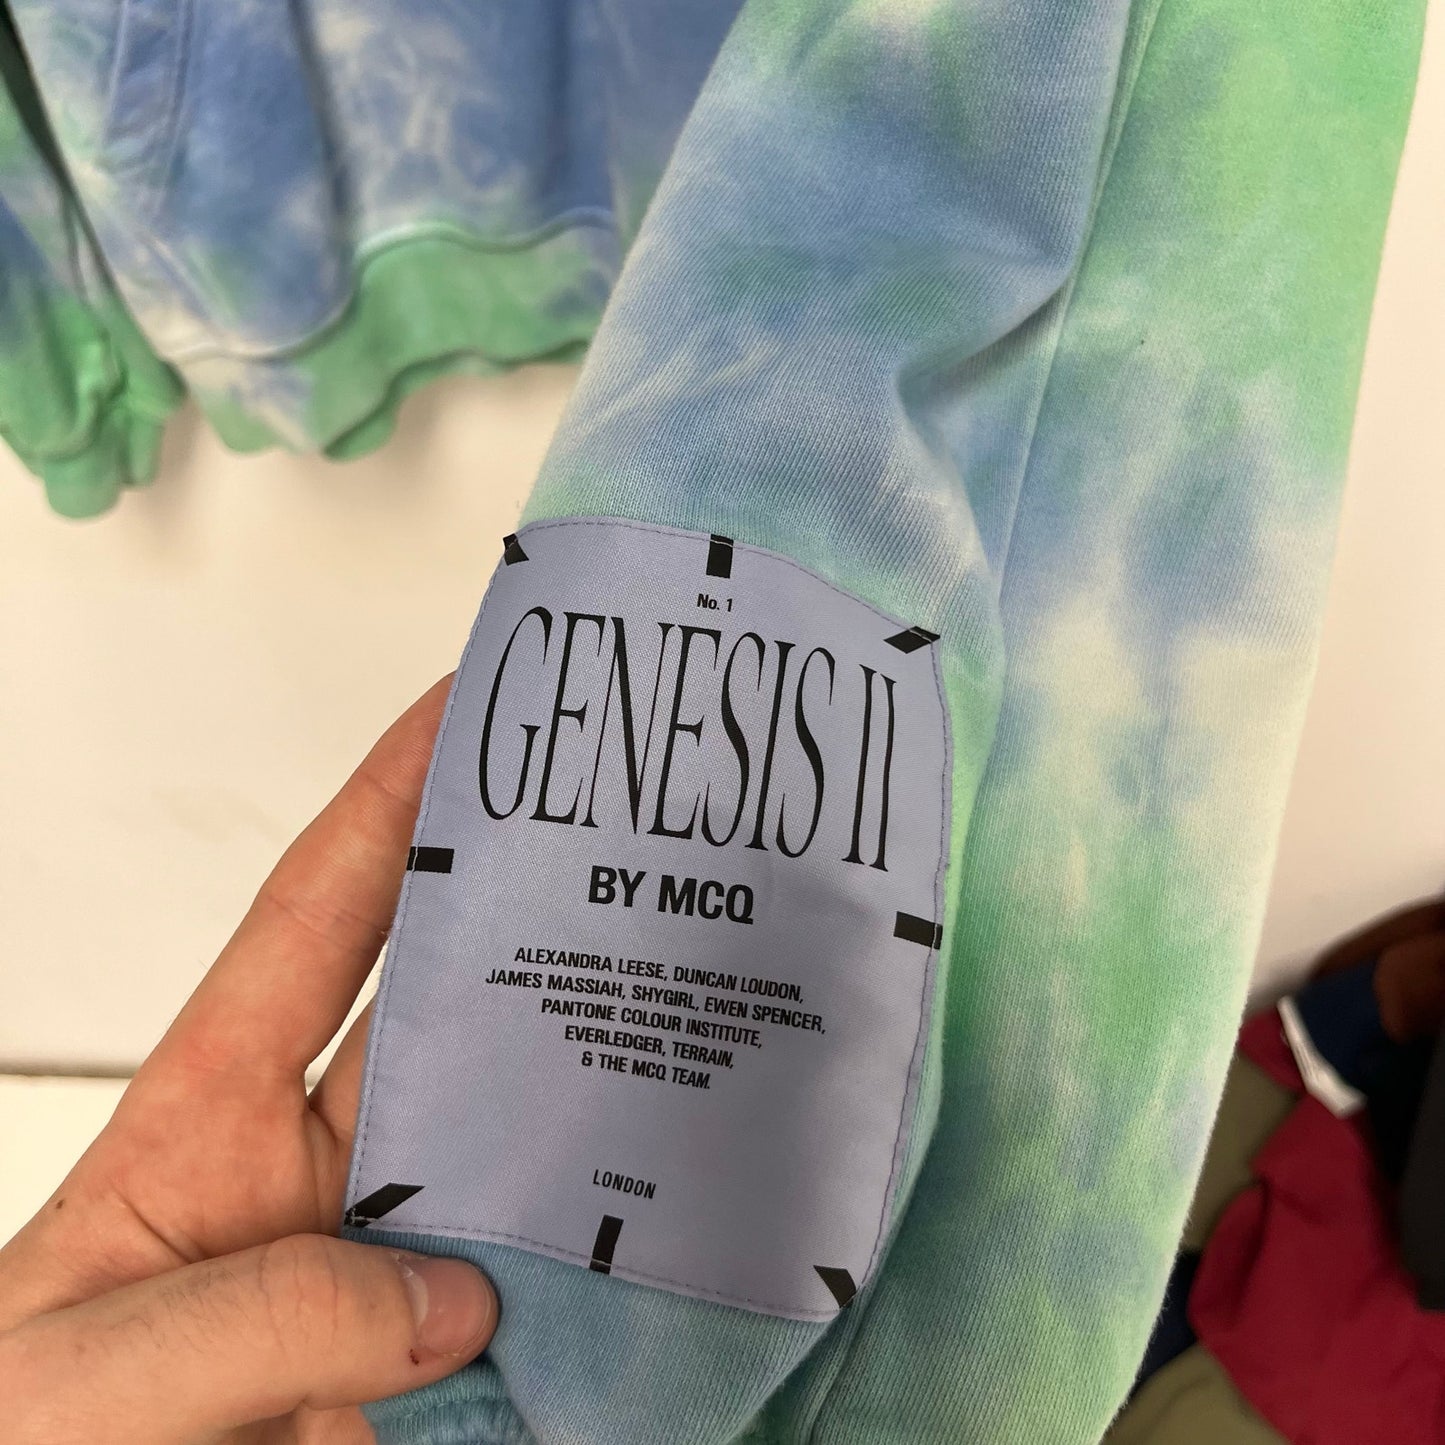 No. 1
GENESIS II
BY MCQ
ALEXANDRA LEESE, DUNCAN LOUDON,
JAMES MASSIAH, SHYGIRL, EWEN SPENCER,
PANTONE COLOUR INSTITUTE,
EVERLEDGER, TERRAIN,
& THE MCQ TEAM.
LONDON